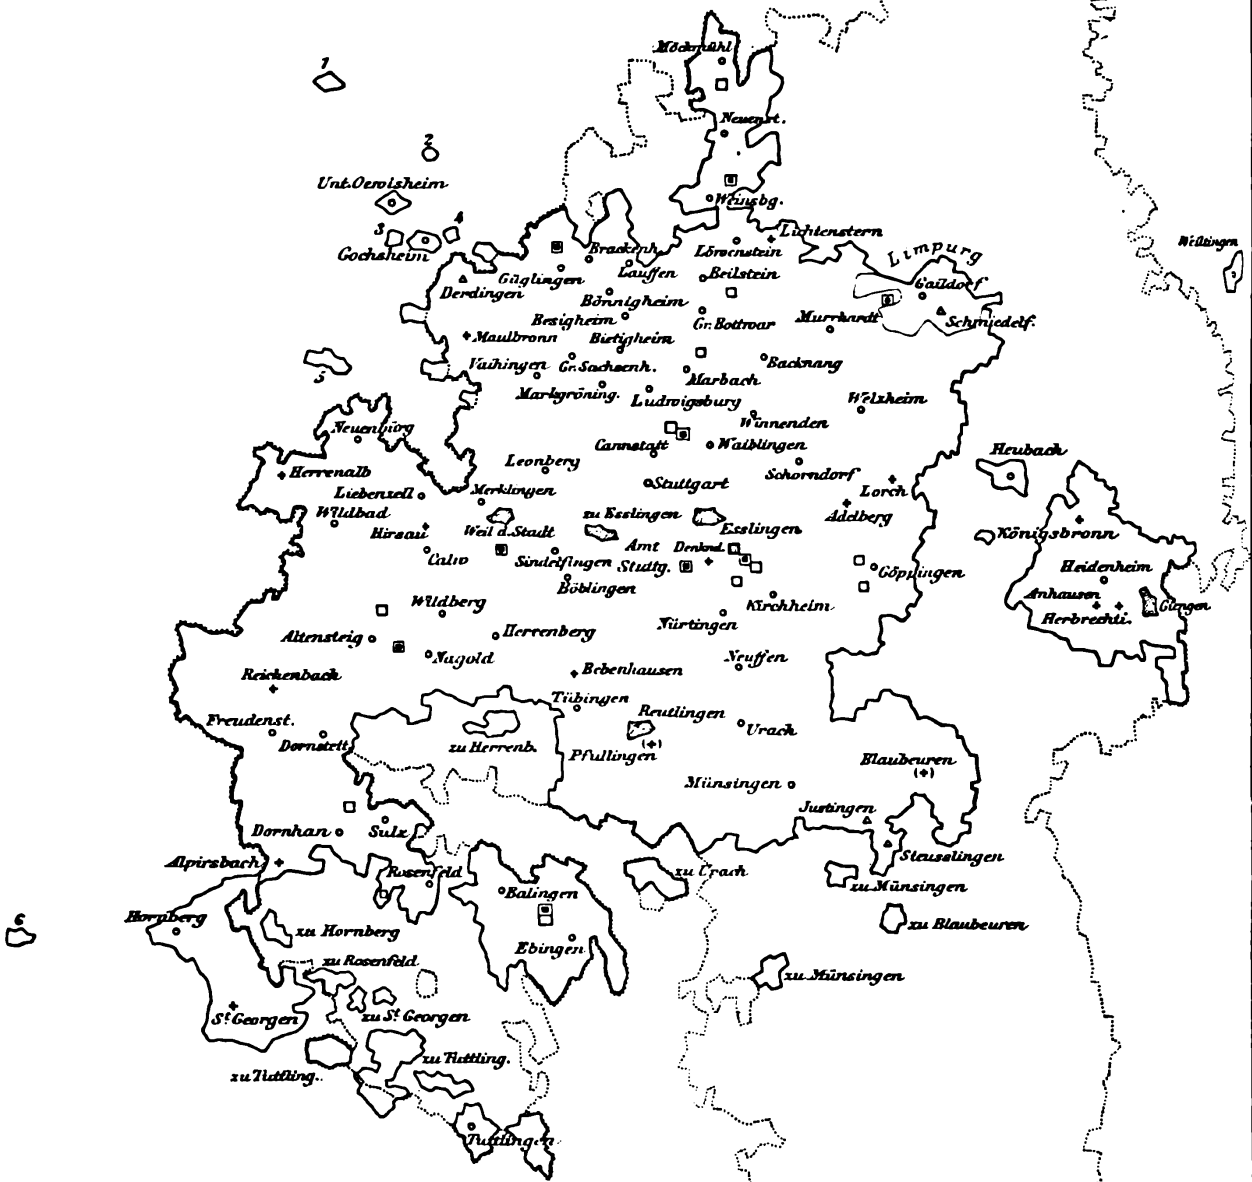 Möckmühl
1
Neuenst.
2
Unt. Oewisheim
Weinsbg.
3
4
Gochsheim
Lichtenstern
Brackenh.
Löwenstein
Limpurg
Güglingen
Lauffen
Beilstein
Derdingen
Bönnigheim
Gaildorf
Besigheim
Gr. Bottwar
Murrhardt
Schmiedelf.
Maulbronn
Bietigheim
5
Vaihingen
Gr. Sachsenh.
Marbach
Backnang
Markgröning.
Ludwigsburg
Welzheim
Neuenbürg
Winnenden
Cannstatt
Waiblingen
Heubach
Herrenalb
Leonberg
Schorndorf
Liebenzell
Merklingen
Stuttgart
Lorch
Wildbad
zu Esslingen
Adelberg
Hirsau
Weil d. Stadt
Esslingen
Königsbronn
Calw
Sindelfingen
Amt
Stuttg.
Denkend.
Göppingen
Heidenheim
Böblingen
Anhausen
Giengen
Wildberg
Kirchheim
Herbrechti.
Nürtingen
Altensteig
Herrenberg
Nagold
Neuffen
Reichenbach
Bebenhausen
Tübingen
Freudenst.
Reutlingen
Urach
Dornstett
zu Herrenb.
Pfullingen
Blaubeuren
Münsingen
Justingen
Dornhan
Sulz
Steusslingen
Alpirsbach
Rosenfeld
zu Urach
zu Münsingen
Balingen
Hornberg
zu Hornberg
zu Blaubeuren
6
Ebingen
zu Rosenfeld
zu Münsingen
St. Georgen
zu St. Georgen
zu Tuttling.
zu Tuttling.
Tuttlingen